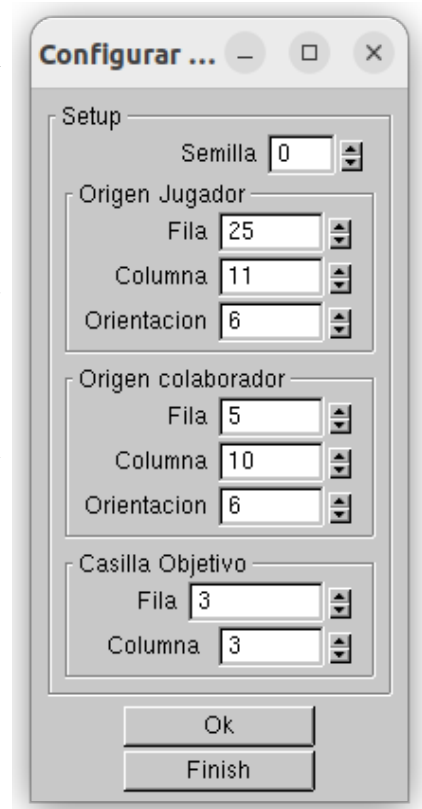 Configurar ...
Setup
Semilla 0
Origen Jugador
Fila 25
Columna 11
Orientacion 6
Origen colaborador
Fila 5
Columna 10
Orientacion 6
Casilla Objetivo
Fila 3
Columna 3
Ok
Finish